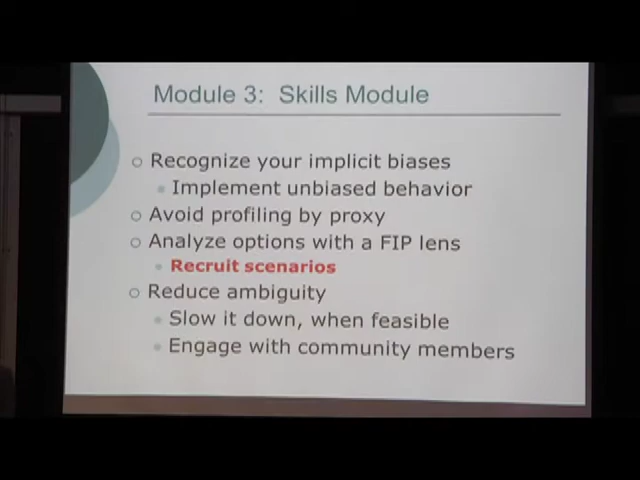 Module 3: Skills Module
Recognize your implicit biases
Implement unbiased behavior
Avoid profiling by proxy
Analyze options with a FIP lens
Recruit scenarios
Reduce ambiguity
Slow it down, when feasible
Engage with community members